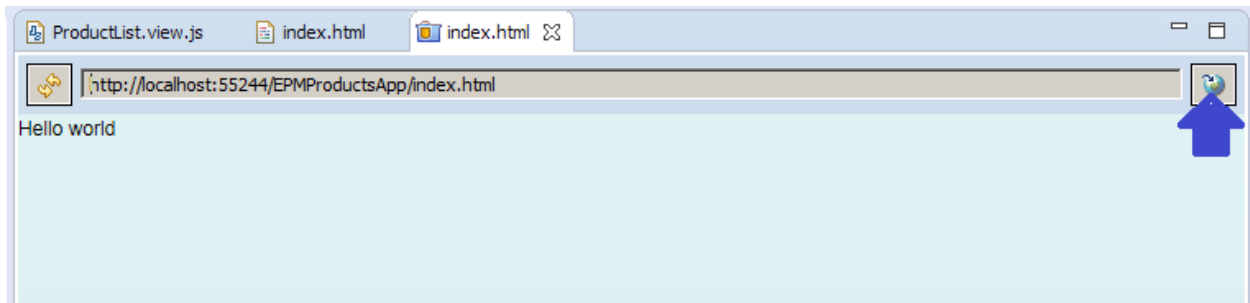 ProductList.view.js index.html index.html
http://localhost:55244/EPMProductsApp/index.html
Hello world